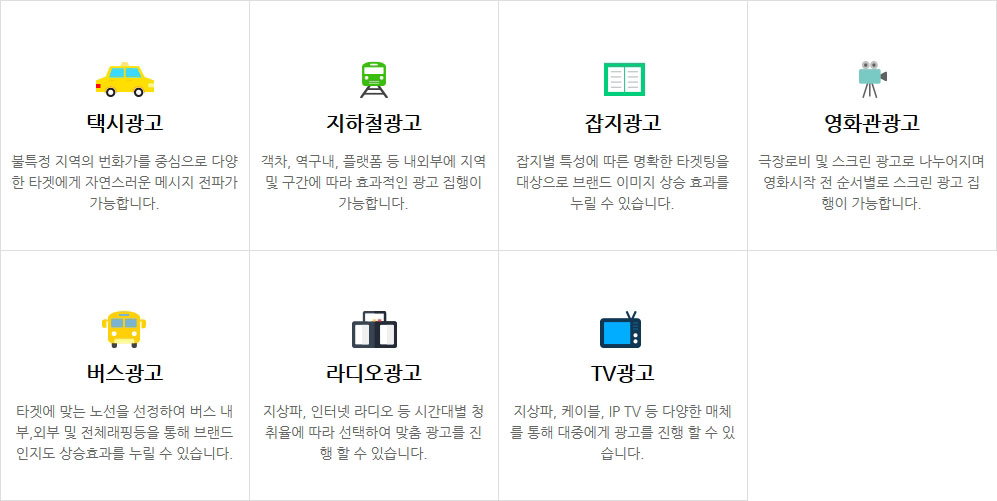 택시광고
불특정 지역의 번화가를 중심으로 다양
한 타겟에게 자연스러운 메시지 전파가
가능합니다.
지하철광고
객차, 역구내, 플랫폼 등 내외부에 지역
및 구간에 따라 효과적인 광고 집행이
가능합니다.
잡지광고
잡지별 특성에 따른 명확한 타겟팅을
대상으로 브랜드 이미지 상승 효과를
누릴 수 있습니다.
영화관광고
극장로비 및 스크린 광고로 나누어지며
영화시작 전 순서별로 스크린 광고 집
행이 가능합니다.
버스광고
타겟에 맞는 노선을 선정하여 버스 내
부,외부 및 전체래핑등을 통해 브랜드
인지도 상승효과를 누릴 수 있습니다.
라디오광고
지상파, 인터넷 라디오 등 시간대별 청
취율에 따라 선택하여 맞춤 광고를 진
행 할 수 있습니다.
TV광고
지상파, 케이블, IP TV 등 다양한 매체
를 통해 대중에게 광고를 진행 할 수 있
습니다.